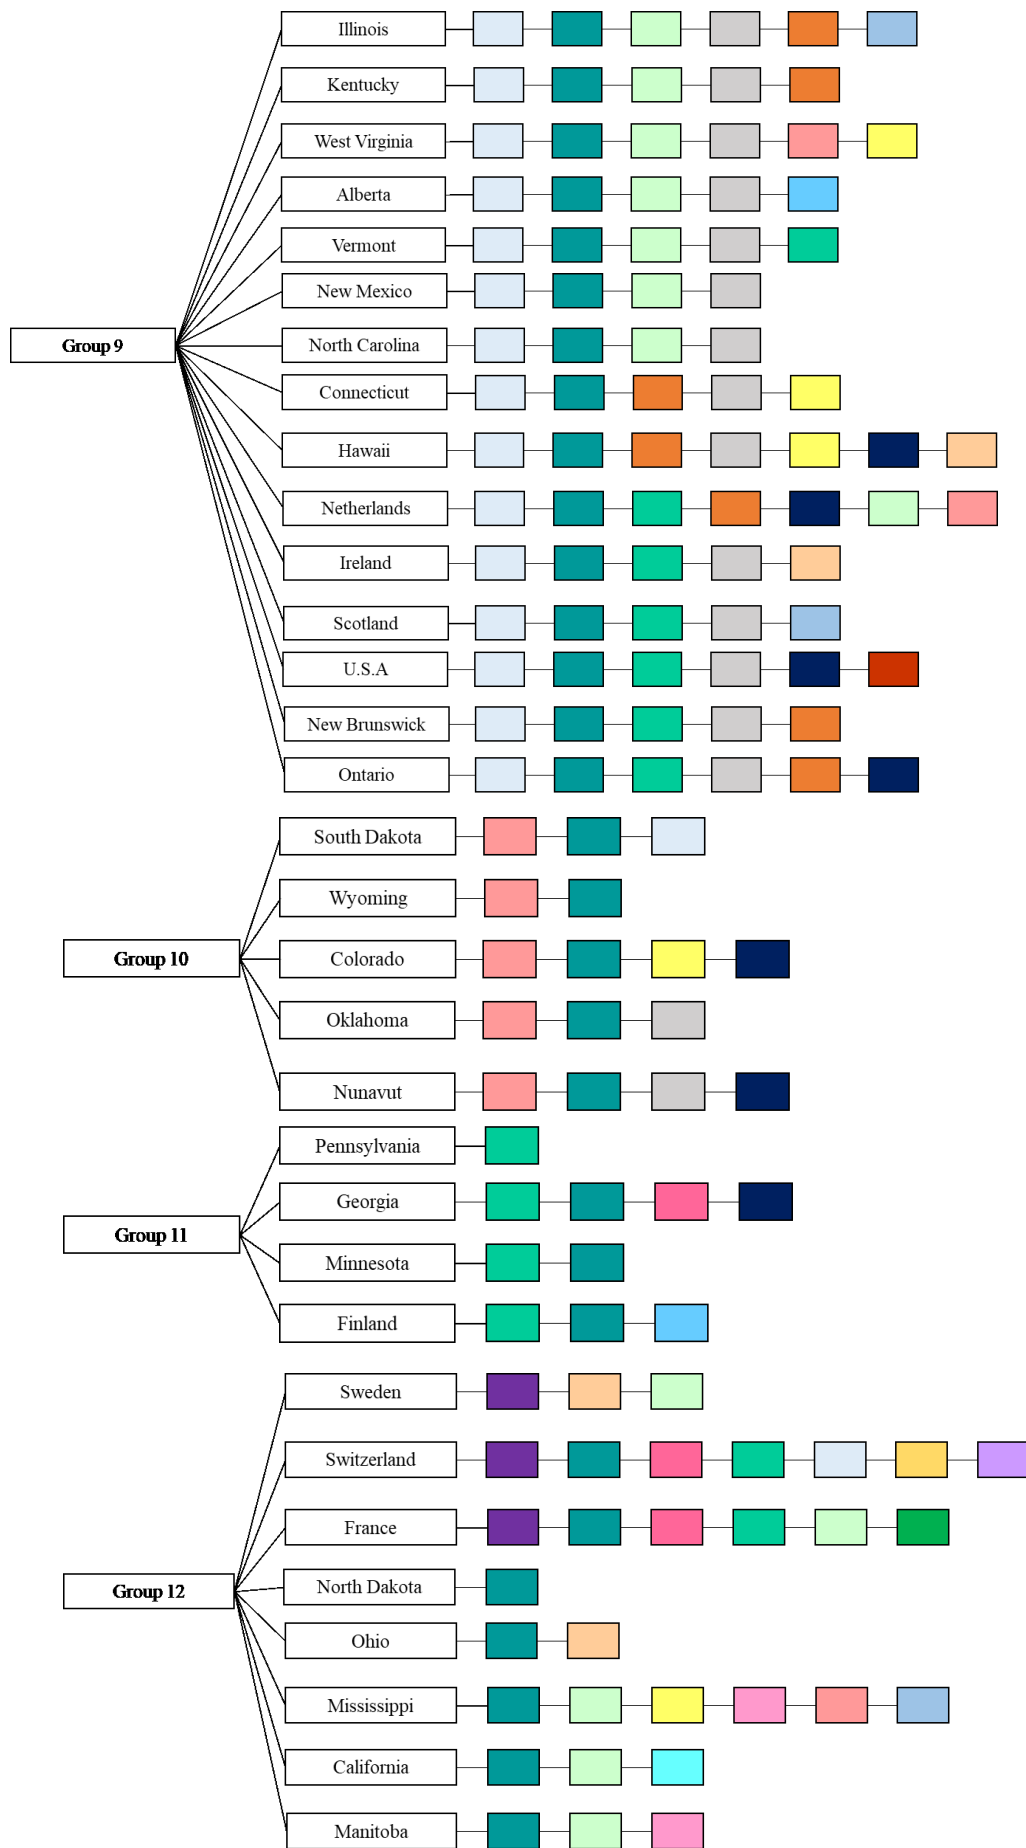 Illinois
Kentucky
West Virginia
Alberta
Vermont
New Mexico
Group 9
North Carolina
Connecticut
Hawaii
Netherlands
Ireland
Scotland
U.S.A
New Brunswick
Ontario
South Dakota
Wyoming
Group 10
Colorado
Oklahoma
Nunavut
Pennsylvania
Georgia
Group 11
Minnesota
Finland
Sweden
Switzerland
France
North Dakota
Group 12
Ohio
Mississippi
California
Manitoba